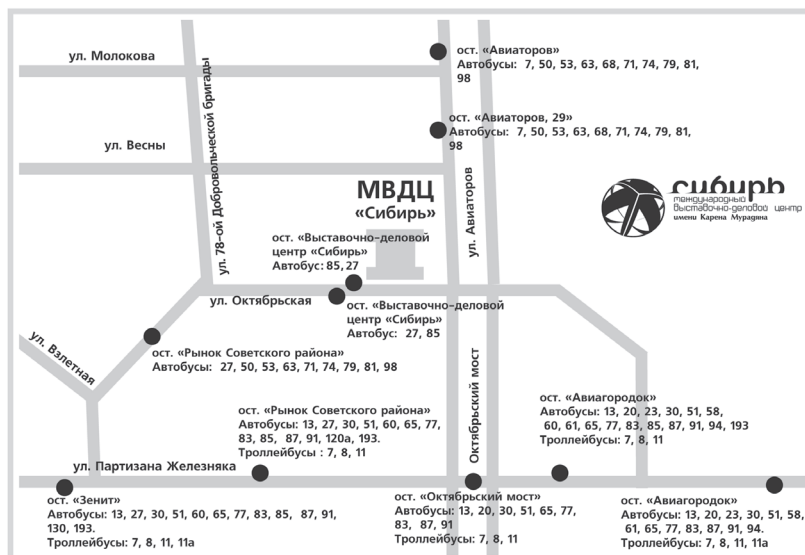 ул. Молокова
ост. «Авиаторов»
Автобусы: 7, 50, 53, 63, 68, 71, 74, 79, 81,
98
ул. 78-ой Добровольческой бригады
ост. «Авиаторов, 29»
Автобусы: 7, 50, 53, 63, 68, 71, 74, 79, 81,
98
ул. Весны
МВДЦ
«Сибирь»
ул. Авиаторов
сибирь
международный
выставочно-деловой центр
имени Карена Мурадяна
ост. «Выставочно-деловой
центр «Сибирь»
Автобус: 85,27
ул. Октябрьская
ост. «Выставочно-деловой
центр «Сибирь»
Автобус: 27, 85
ул. Взлетная
ост. «Рынок Советского района»
Автобусы: 27, 50, 53, 63, 71, 74, 79, 81, 98
Октябрьский мост
ост. «Авиагородок»
Автобусы: 13, 20, 23, 30, 51, 58,
60, 61, 65, 77, 83, 85, 87, 91, 94, 193
Троллейбусы: 7, 8, 11
ост. «Рынок Советского района»
Автобусы: 13, 27, 30, 51, 60, 65, 77,
83, 85, 87, 91, 120а, 193.
Троллейбусы : 7, 8, 11
ул. Партизана Железняка
ост. «Зенит»
Автобусы: 13, 27, 30, 51, 60, 65, 77, 83, 85, 87, 91,
130, 193.
Троллейбусы: 7, 8, 11, 11а
ост. «Октябрьский мост»
Автобусы: 13, 20, 30, 51, 65, 77,
83, 87, 91
Троллейбусы: 7, 8, 11
ост. «Авиагородок»
Автобусы: 13, 20, 23, 30, 51, 58,
61, 65, 77, 83, 87, 91, 94.
Троллейбусы: 7, 8, 11, 11а